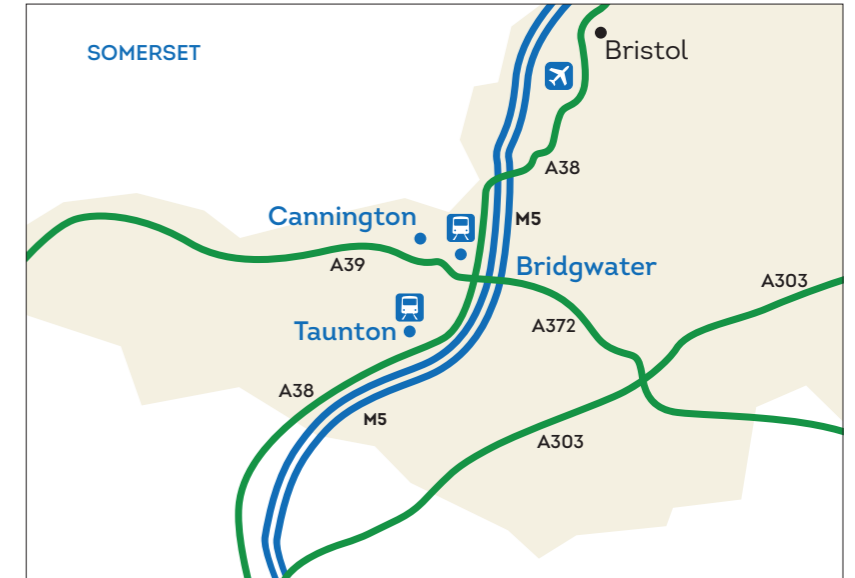 SOMERSET
Bristol
A38
Cannington
M5
A39
Bridgwater
A303
A372
Taunton
A38
M5
A303